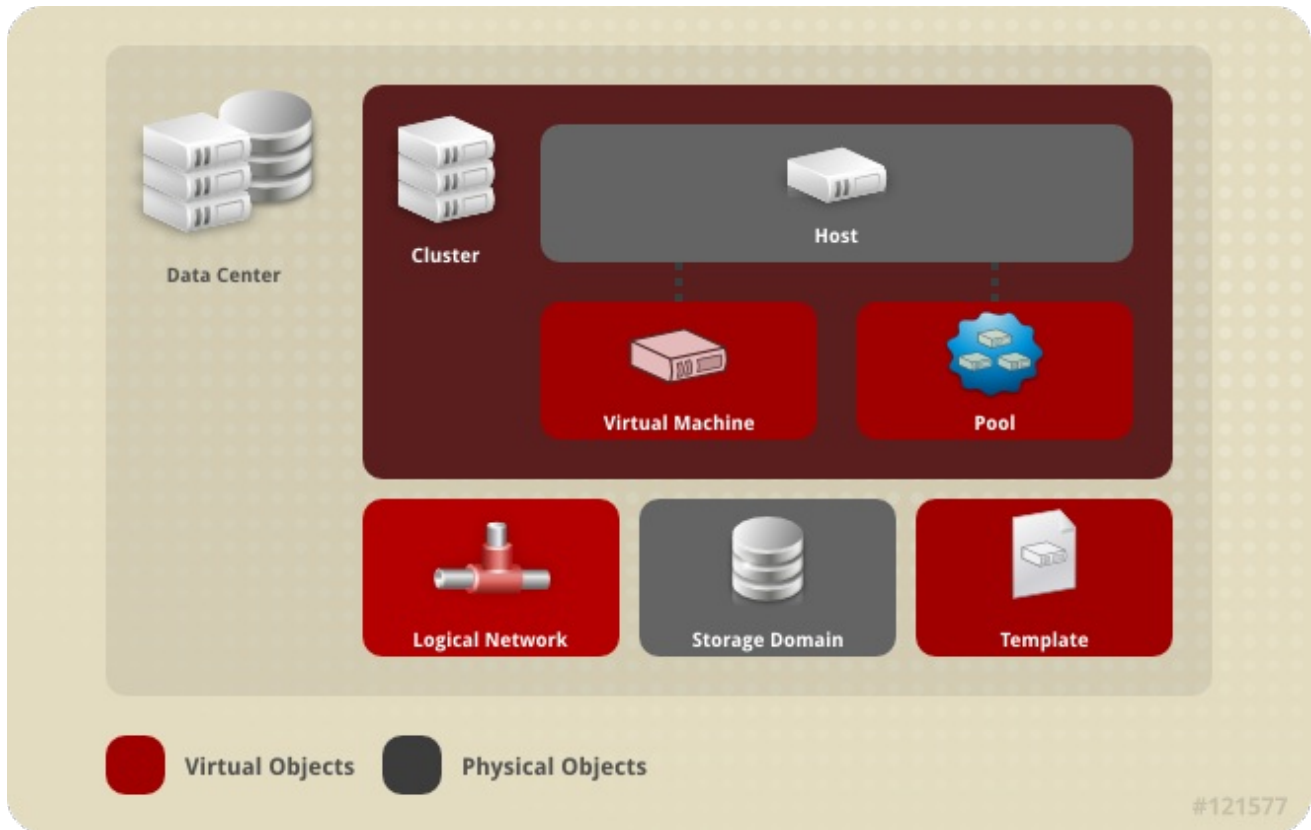 Data Center
Cluster
Host
Virtual Machine
Pool
Logical Network
Storage Domain
Template
Virtual Objects
Physical Objects
#121577